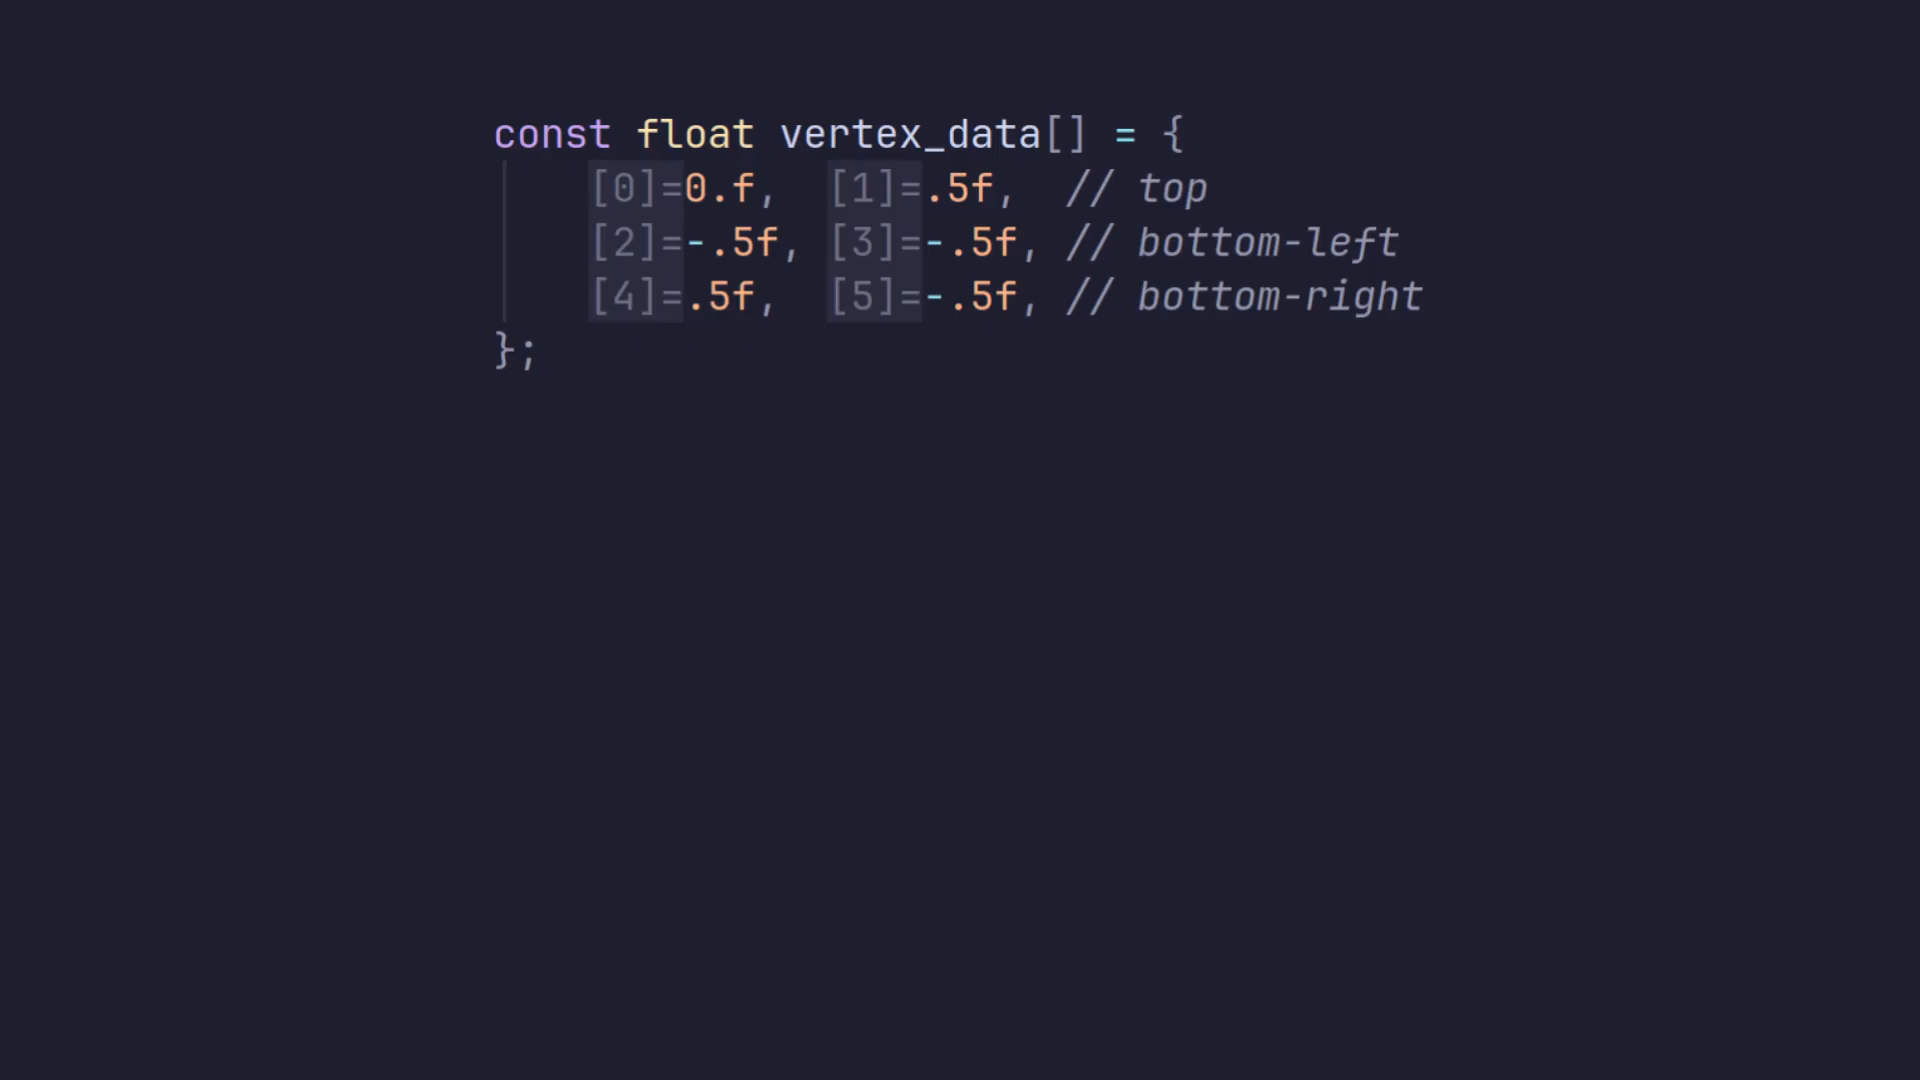 const float vertex_data[] = {
    [0]=0.f,  [1]=.5f,  // top
    [2]=-.5f, [3]=-.5f, // bottom-left
    [4]=.5f,  [5]=-.5f, // bottom-right
};